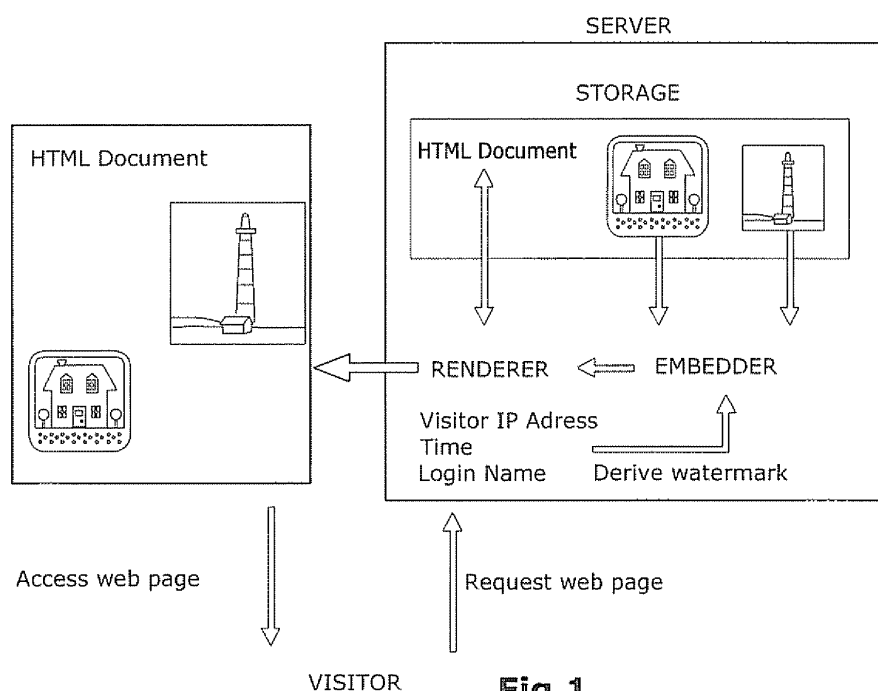 SERVER
STORAGE
HTML Document
HTML Document
RENDERER
EMBEDDER
Visitor IP Adress
Time
Login Name
Derive watermark
Access web page
Request web page
VISITOR
Fig. 1